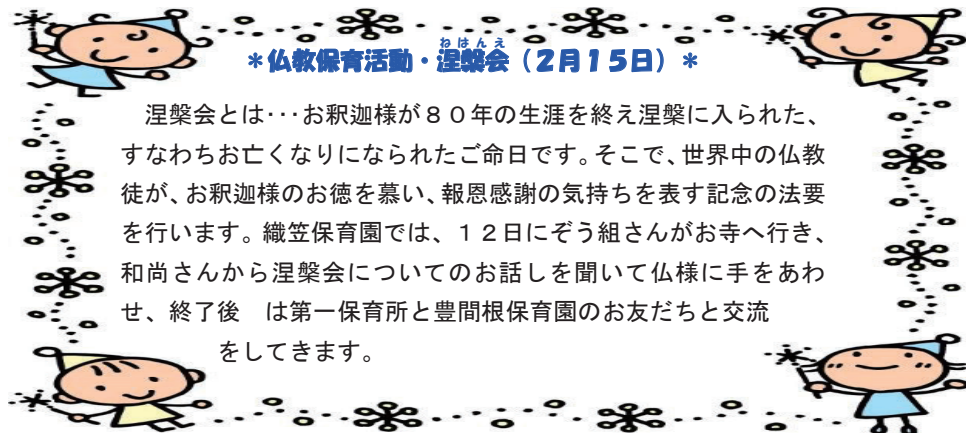 ねはんえ
＊仏教保育活動・涅槃会（２月１５日）＊
涅槃会とは･･･お釈迦様が８０年の生涯を終え涅槃に入られた、
すなわちお亡くなりになられたご命日です。そこで、世界中の仏教
徒が、お釈迦様のお徳を慕い、報恩感謝の気持ちを表す記念の法要
を行います。織笠保育園では、１２日にぞう組さんがお寺へ行き、
和尚さんから涅槃会についてのお話しを聞いて仏様に手をあわ
せ、終了後　は第一保育所と豊間根保育園のお友だちと交流
をしてきます。